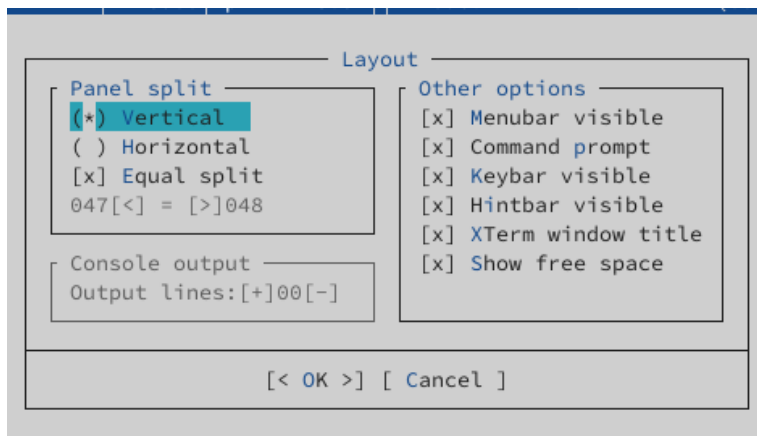 Layout
Panel split
(*) Vertical
( ) Horizontal
[x] Equal split
047[<] = [>]048
Console output
Output lines:[+]00[-]
Other options
[x] Menubar visible
[x] Command prompt
[x] Keybar visible
[x] Hintbar visible
[x] XTerm window title
[x] Show free space
[< OK >] [ Cancel ]